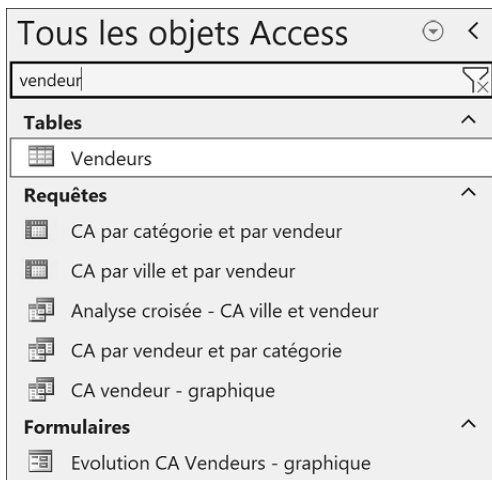 Tous les objets Access
vendeur
Tables
Vendeurs
Requêtes
CA par catégorie et par vendeur
CA par ville et par vendeur
Analyse croisée - CA ville et vendeur
CA par vendeur et par catégorie
CA vendeur - graphique
Formulaires
Evolution CA Vendeurs - graphique